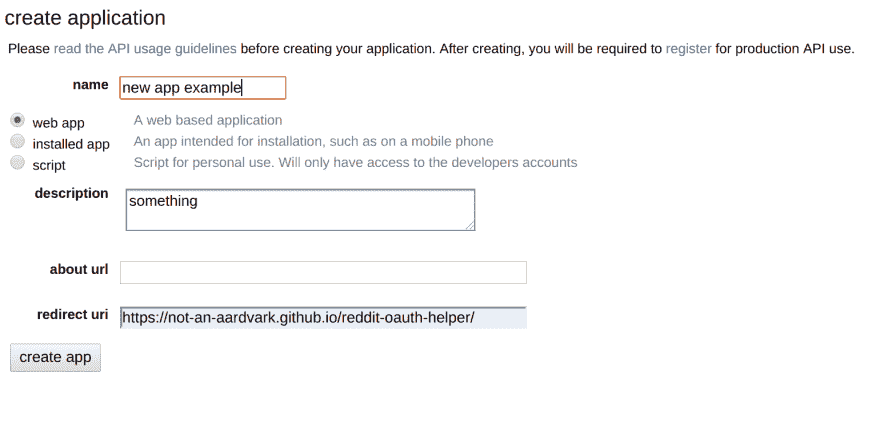 create application
Please read the API usage guidelines before creating your application. After creating, you will be required to register for production API use.
name new app example
web app A web based application
installed app An app intended for installation, such as on a mobile phone
script Script for personal use. Will only have access to the developers accounts
description something
about url
redirect uri https://not-an-aardvark.github.io/reddit-oauth-helper/
create app